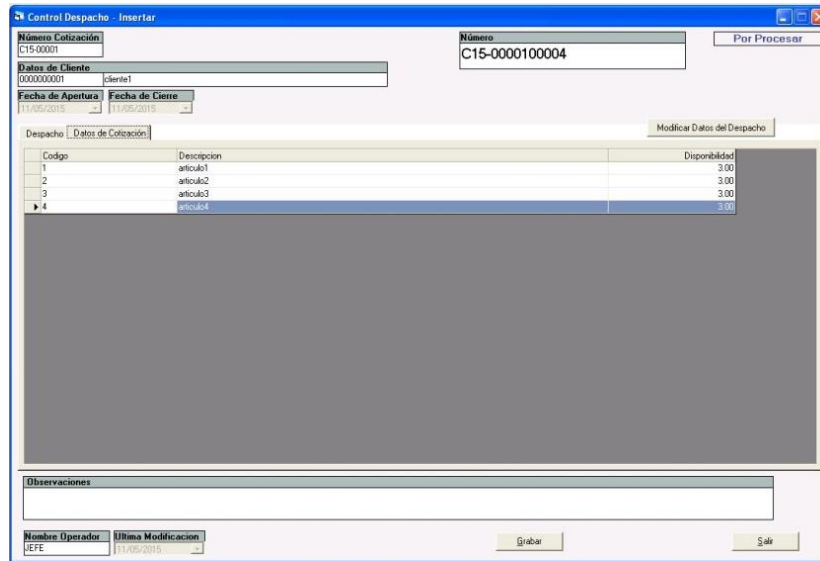 Control Despacho - Insertar
Número Cotización
C15-00001
Número
C15-0000100004
Por Procesar
Datos de Cliente
0000000001 cliente1
Fecha de Apertura Fecha de Cierre
11/05/2015 11/05/2015
Modificar Datos del Despacho
Despacho Datos de Cotización
Codigo Descripcion Disponibilidad
1 articulo1 3.00
2 articulo2 3.00
3 articulo3 3.00
4 articulo4 3.00
Observaciones
Nombre Operador Ultima Modificacion
JEFE 11/05/2015
Grabar Salir